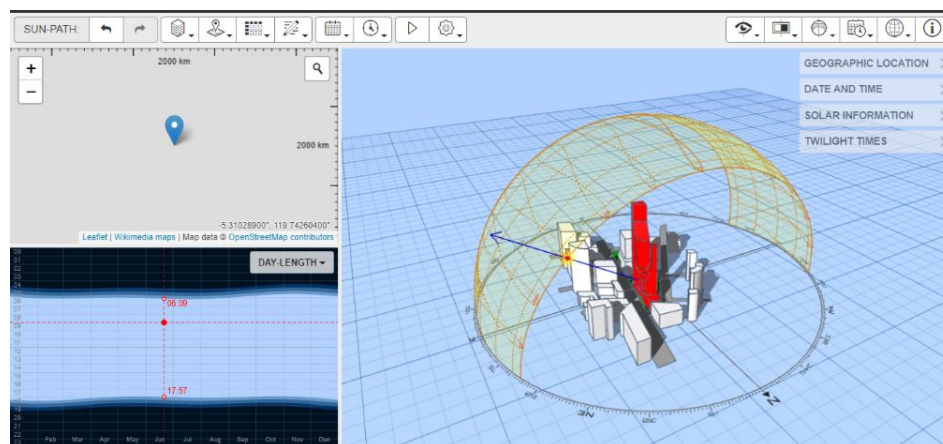 SUN-PATH:
2000 km
+
−
2000 km
-5.31028900°, 119.74260400°
Leaflet | Wikimedia maps | Map data © OpenStreetMap contributors
DAY-LENGTH
06:09
17:57
Feb Mar Apr May Jun Jul Aug Sep Oct Nov Dec
GEOGRAPHIC LOCATION
DATE AND TIME
SOLAR INFORMATION
TWILIGHT TIMES
NE
N